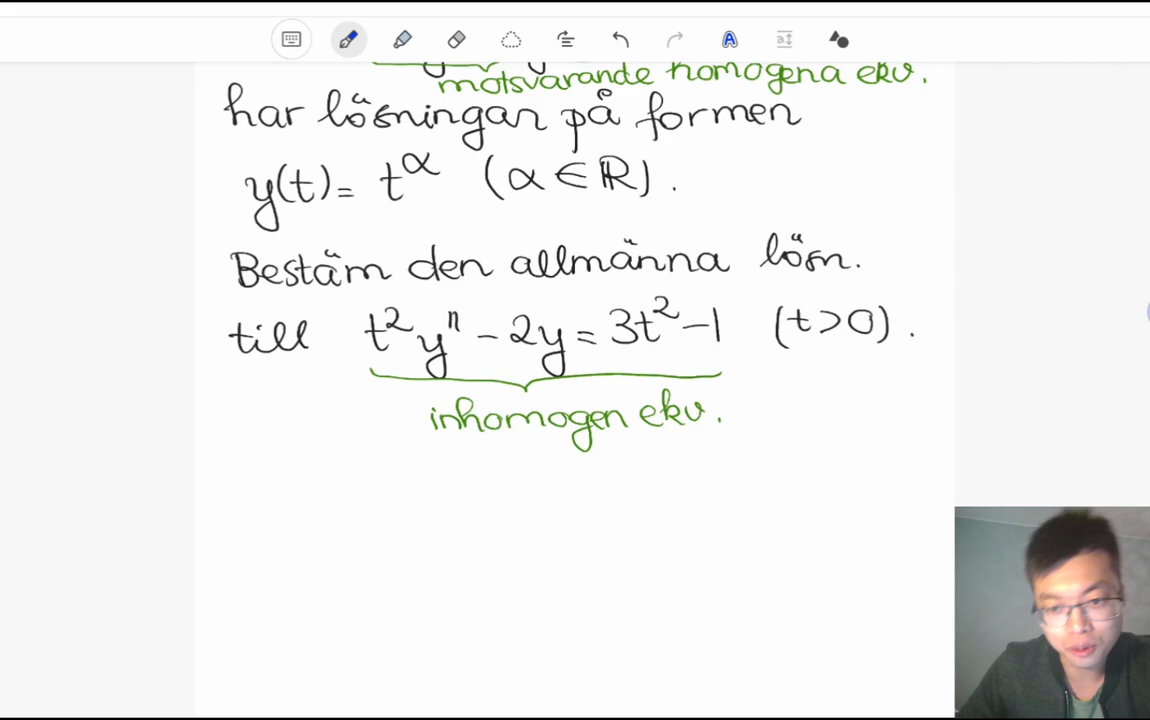 motsvarande homogena ekv.
har lösningar på formen
y(t) = t^α (α ∈ ℝ).
Bestäm den allmänna lösn.
till t²y'' - 2y = 3t² - 1 (t > 0).
inhomogen ekv.